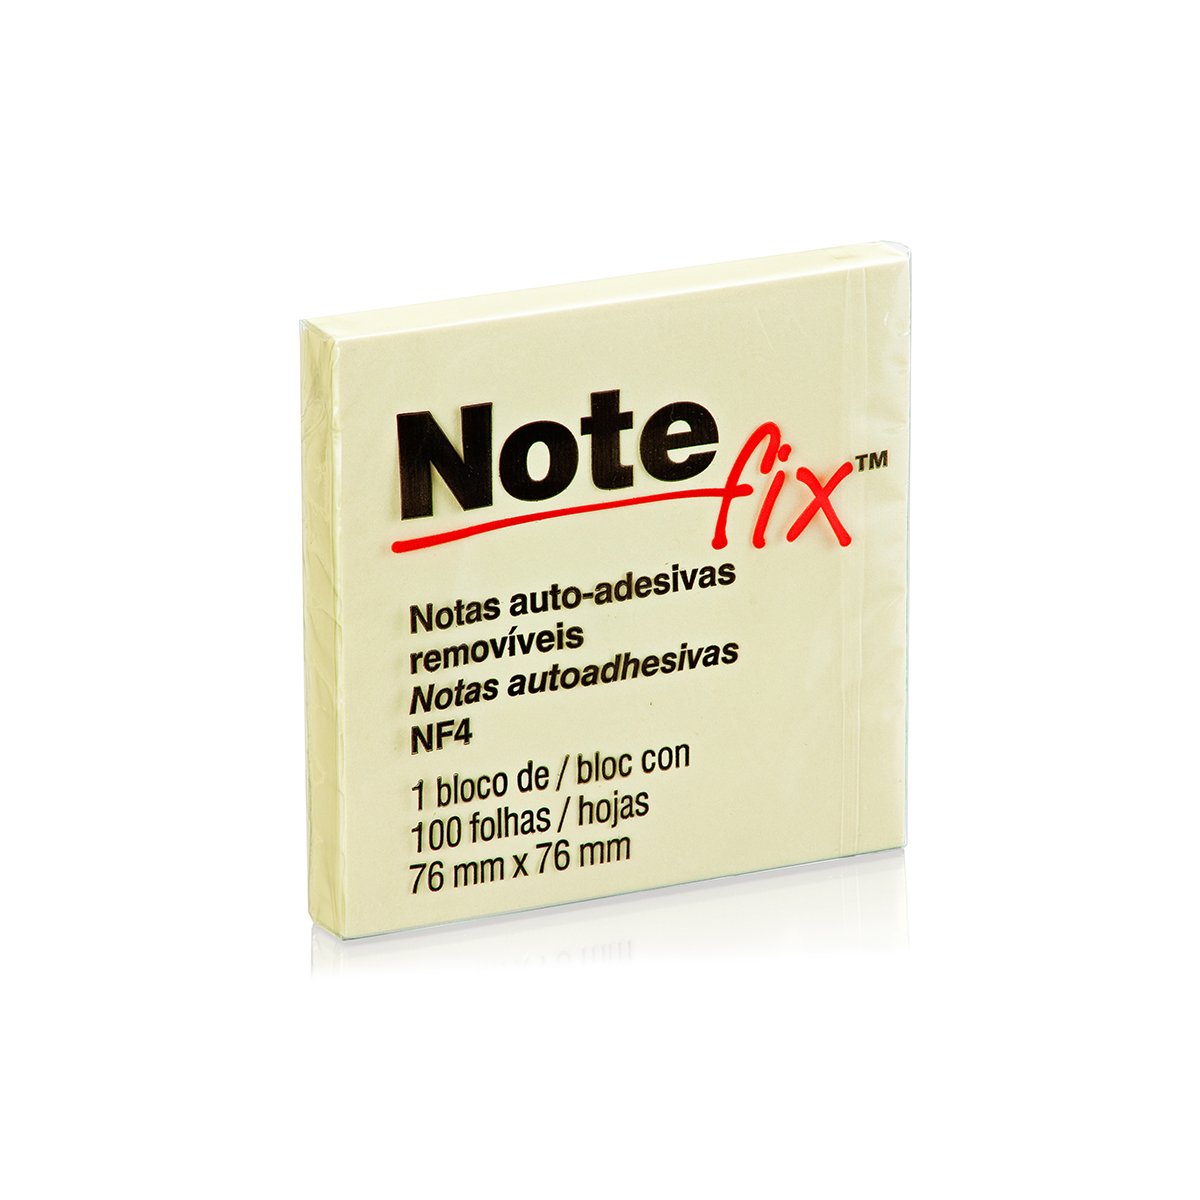 Note fix™
Notas auto-adesivas
removíveis
Notas autoadhesivas
NF4
1 bloco de / bloc con
100 folhas / hojas
76 mm x 76 mm